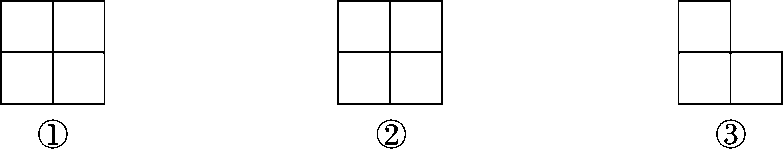 ① ② ③